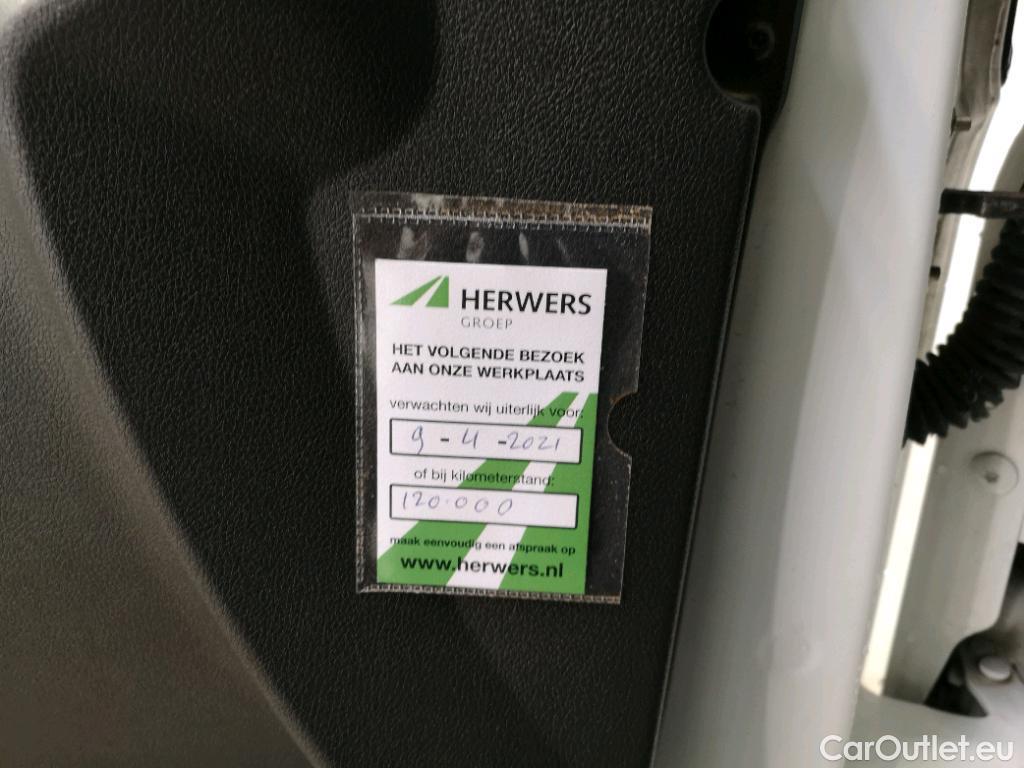 HERWERS
GROEP
HET VOLGENDE BEZOEK
AAN ONZE WERKPLAATS
verwachten wij uiterlijk voor:
9-4-2021
of bij kilometerstand:
120.000
maak eenvoudig een afspraak op
www.herwers.nl
CarOutlet.eu